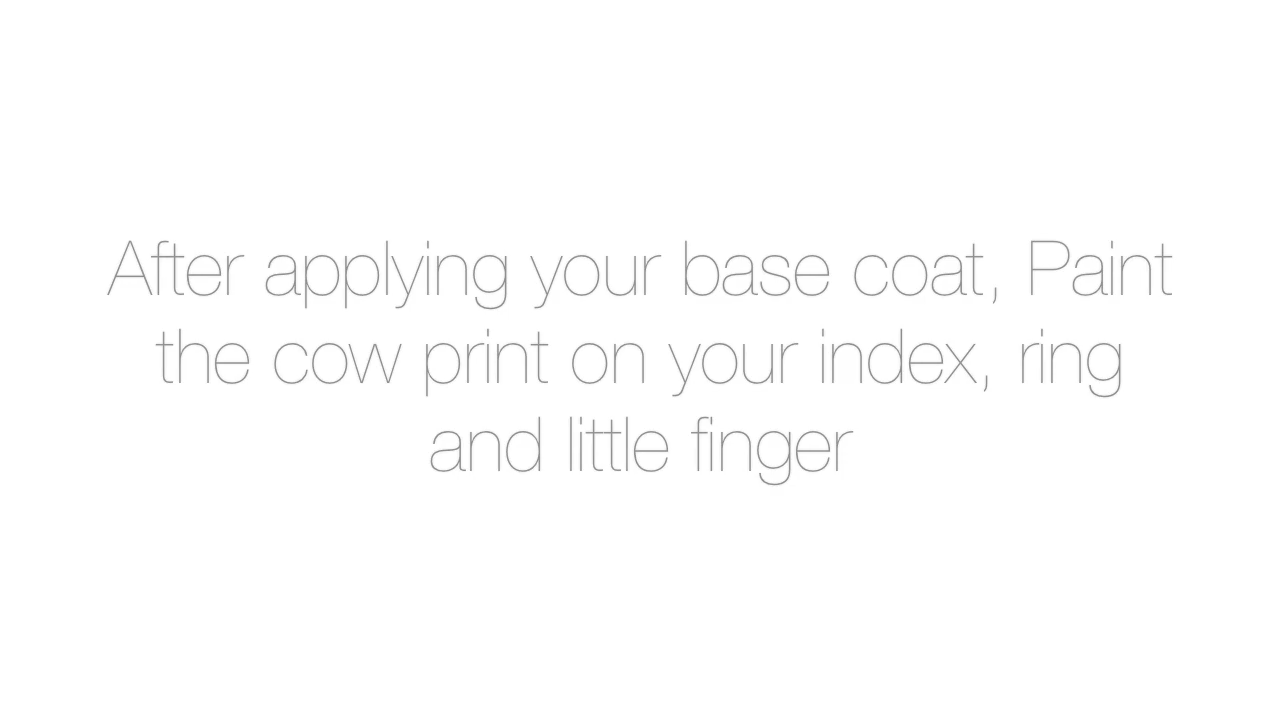 After applying your base coat, Paint
the cow print on your index, ring
and little finger